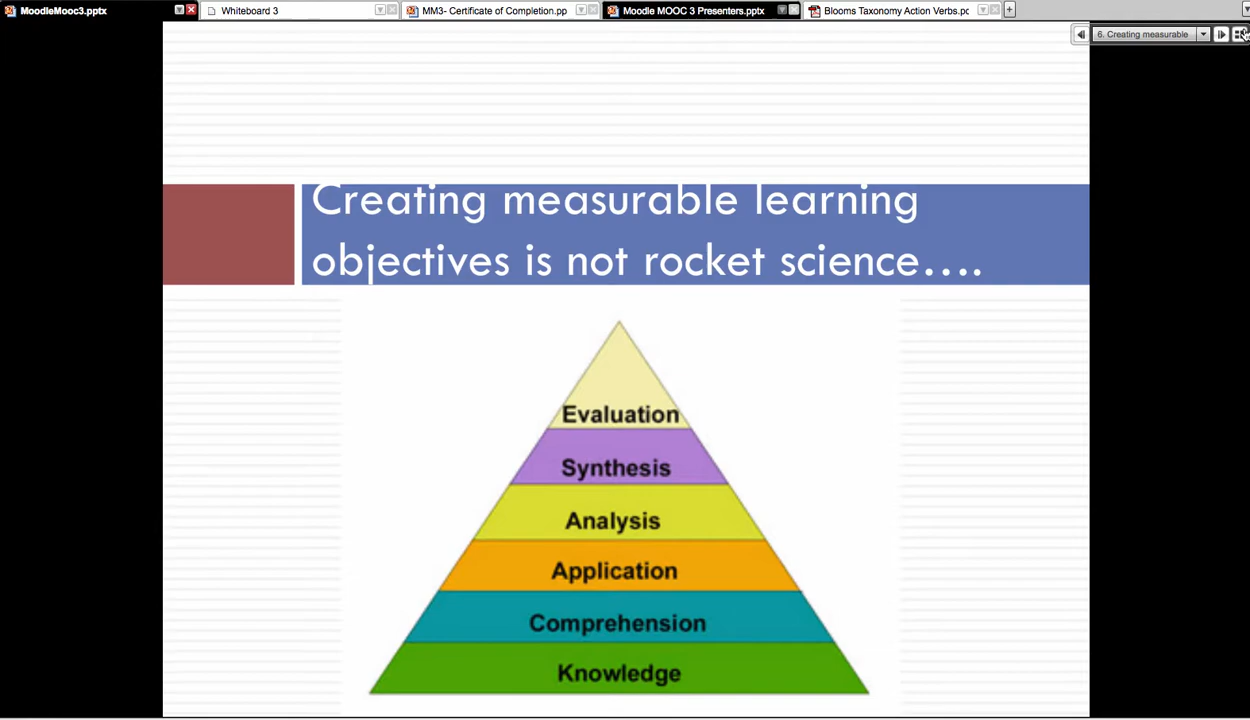 MoodleMooc3.pptx
Whiteboard 3
MM3- Certificate of Completion.pp
Moodle MOOC 3 Presenters.pptx
Blooms Taxonomy Action Verbs.pc
6. Creating measurable
Creating measurable learning
objectives is not rocket science....
Evaluation
Synthesis
Analysis
Application
Comprehension
Knowledge